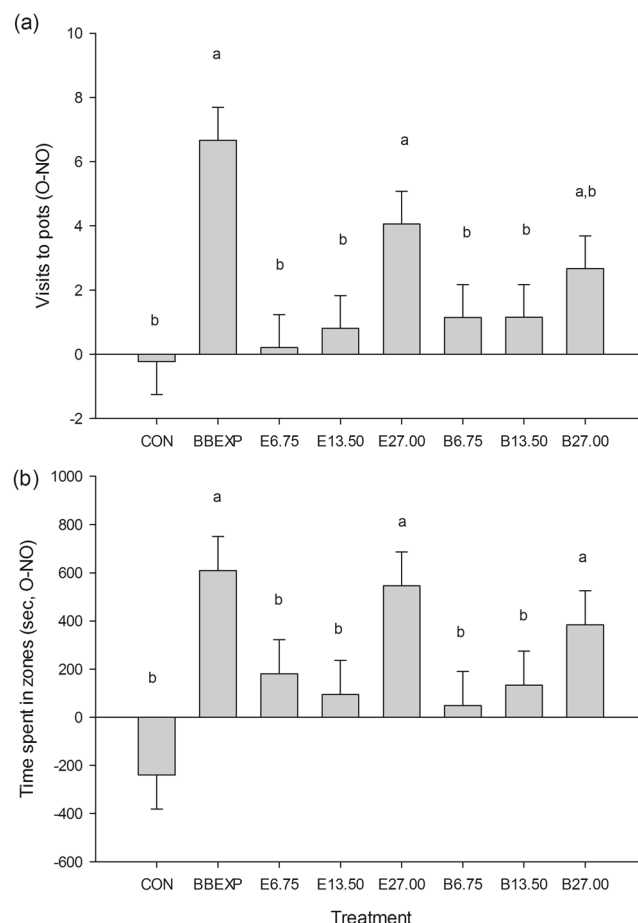 (a)
10
8
6
4
2
0
-2
Visits to pots (O-NO)
b
a
b
b
a
b
b
a,b
CON BBEXP E6.75 E13.50 E27.00 B6.75 B13.50 B27.00
(b)
1000
800
600
400
200
0
-200
-400
-600
Time spent in zones (sec, O-NO)
b
a
b
b
a
b
b
a
CON BBEXP E6.75 E13.50 E27.00 B6.75 B13.50 B27.00
Treatment